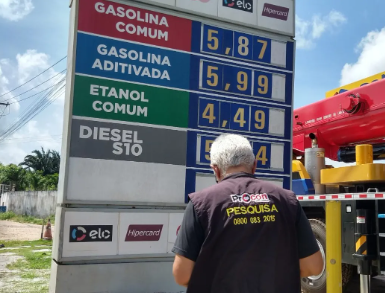 elo
HIPERCARD
GASOLINA COMUM 5,87
GASOLINA ADITIVADA 5,99
ETANOL COMUM 4,49
DIESEL S10
elo
Hipercard
Procon
PESQUISA
0800 083 2015